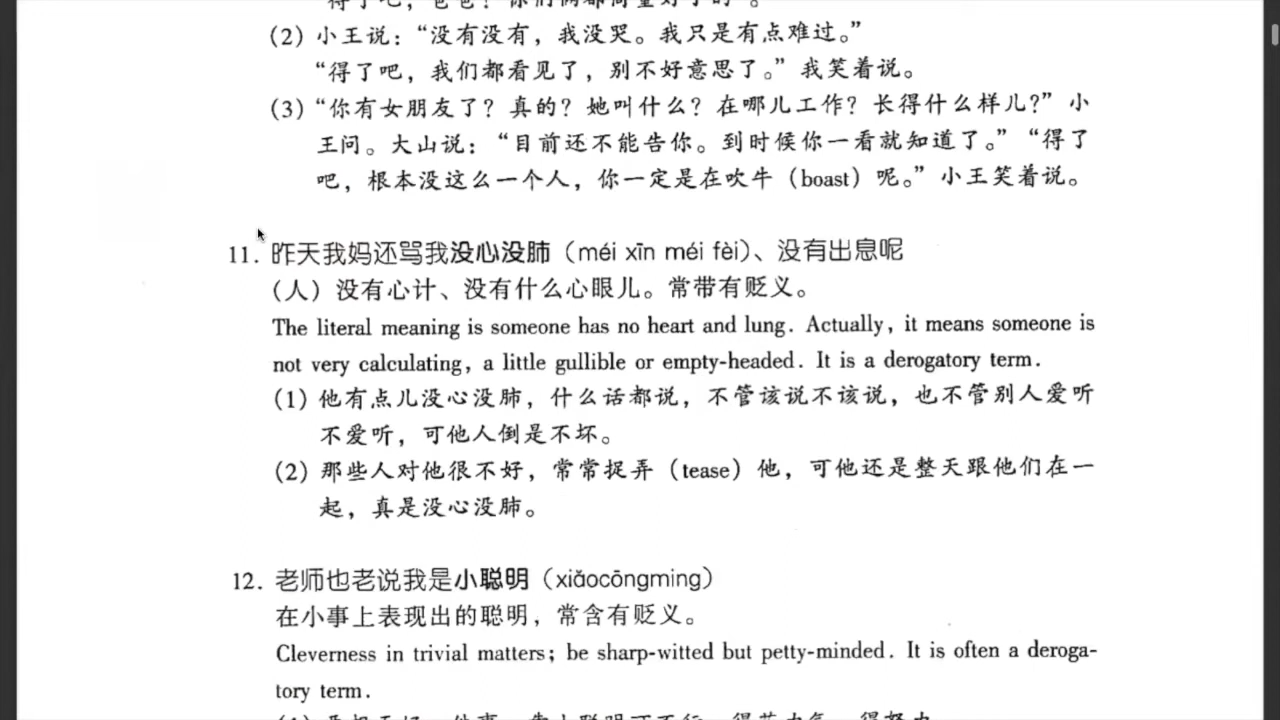 (2) 小王说：“没有没有，我没哭。我只是有点难过。”
“得了吧，我们都看见了，别不好意思了。”我笑着说。
(3) “你有女朋友了？真的？她叫什么？在哪儿工作？长得什么样儿？”小
王问。大山说：“目前还不能告你。到时候你一看就知道了。”“得了
吧，根本没这么一个人，你一定是在吹牛（boast）呢。”小王笑着说。
11. 昨天我妈还骂我没心没肺（méi xīn méi fèi）、没有出息呢
（人）没有心计、没有什么心眼儿。常带有贬义。
The literal meaning is someone has no heart and lung. Actually, it means someone is
not very calculating, a little gullible or empty-headed. It is a derogatory term.
(1) 他有点儿没心没肺，什么话都说，不管该说不该说，也不管别人爱听
不爱听，可他人倒是不坏。
(2) 那些人对他很不好，常常捉弄（tease）他，可他还是整天跟他们在一
起，真是没心没肺。
12. 老师也老说我是小聪明（xiǎocōngming）
在小事上表现出的聪明，常含有贬义。
Cleverness in trivial matters; be sharp-witted but petty-minded. It is often a deroga-
tory term.